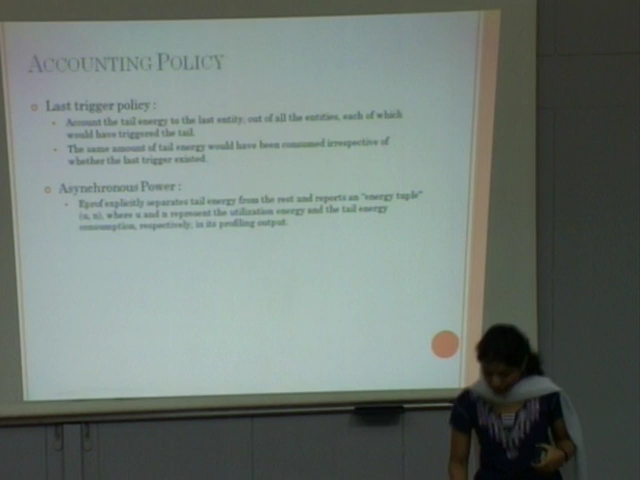 ACCOUNTING POLICY
Last trigger policy :
Account the tail energy to the last entity, out of all the entities, each of which
would have triggered the tail.
The same amount of tail energy would have been consumed irrespective of
whether the last trigger existed.
Asynchronous Power :
Eprof explicitly separates tail energy from the rest and reports an "energy tuple"
(u, n), where u and n represent the utilization energy and the tail energy
consumption, respectively, in its profiling output.